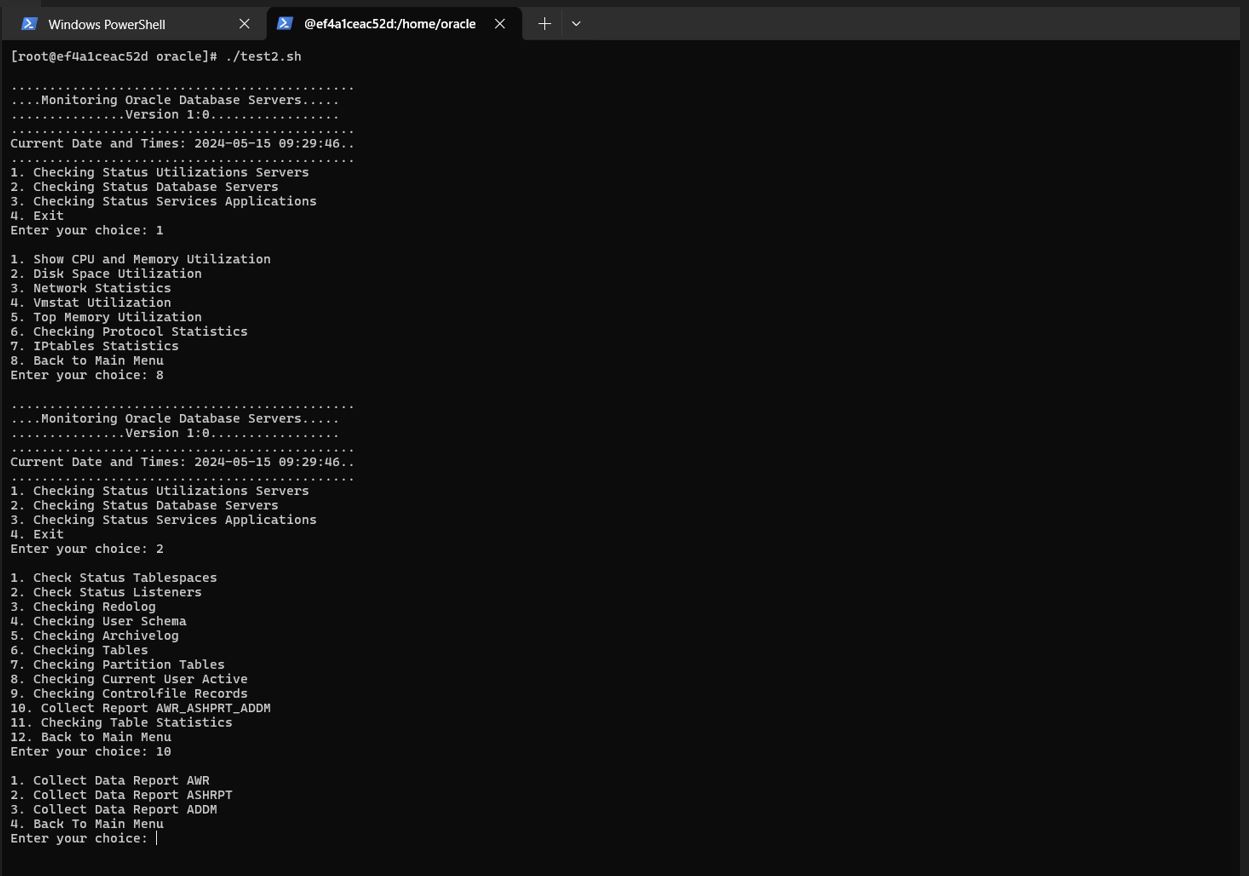 Windows PowerShell
@ef4a1ceac52d:/home/oracle
[root@ef4a1ceac52d oracle]# ./test2.sh
.............................................
....Monitoring Oracle Database Servers.....
...............Version 1:0.................
.............................................
Current Date and Times: 2024-05-15 09:29:46..
.............................................
1. Checking Status Utilizations Servers
2. Checking Status Database Servers
3. Checking Status Services Applications
4. Exit
Enter your choice: 1
1. Show CPU and Memory Utilization
2. Disk Space Utilization
3. Network Statistics
4. Vmstat Utilization
5. Top Memory Utilization
6. Checking Protocol Statistics
7. IPtables Statistics
8. Back to Main Menu
Enter your choice: 8
.............................................
....Monitoring Oracle Database Servers.....
...............Version 1:0.................
.............................................
Current Date and Times: 2024-05-15 09:29:46..
.............................................
1. Checking Status Utilizations Servers
2. Checking Status Database Servers
3. Checking Status Services Applications
4. Exit
Enter your choice: 2
1. Check Status Tablespaces
2. Check Status Listeners
3. Checking Redolog
4. Checking User Schema
5. Checking Archivelog
6. Checking Tables
7. Checking Partition Tables
8. Checking Current User Active
9. Checking Controlfile Records
10. Collect Report AWR_ASHPRT_ADDM
11. Checking Table Statistics
12. Back to Main Menu
Enter your choice: 10
1. Collect Data Report AWR
2. Collect Data Report ASHRPT
3. Collect Data Report ADDM
4. Back To Main Menu
Enter your choice: